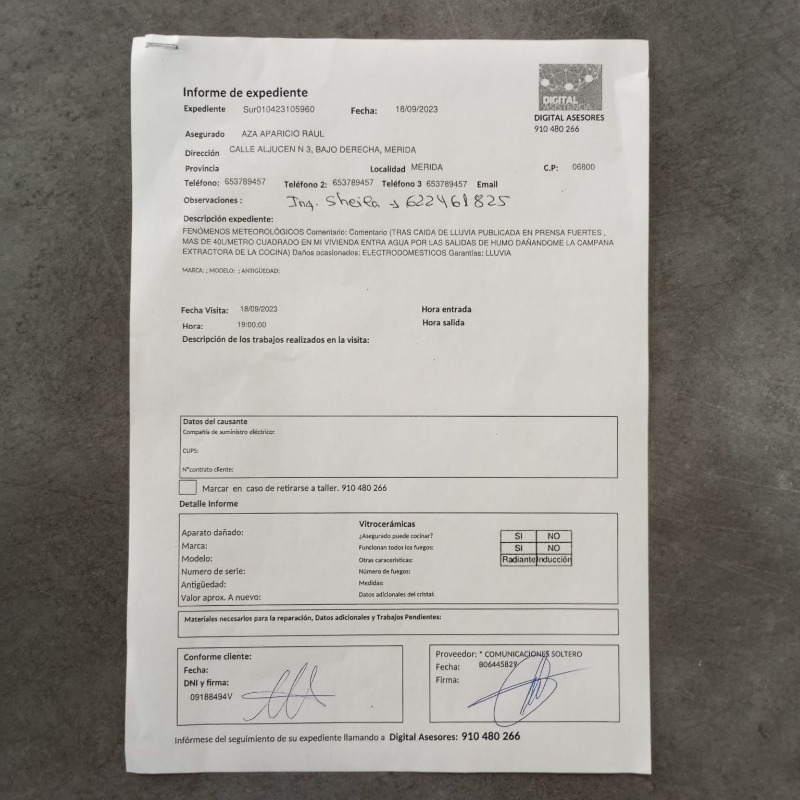 Informe de expediente
DIGITAL
ASISTENCIA
Expediente Sur010423105960 Fecha: 18/09/2023
DIGITAL ASESORES
910 480 266
Asegurado AZA APARICIO RAUL
Dirección CALLE ALJUCEN N 3, BAJO DERECHA, MERIDA
Provincia Localidad MERIDA C.P: 06800
Teléfono: 653789457 Teléfono 2: 653789457 Teléfono 3 653789457 Email
Observaciones : Ing. Sheila → 622461825
Descripción expediente:
FENÓMENOS METEOROLÓGICOS Comentario: Comentario (TRAS CAIDA DE LLUVIA PUBLICADA EN PRENSA FUERTES ,
MAS DE 40L/METRO CUADRADO EN MI VIVIENDA ENTRA AGUA POR LAS SALIDAS DE HUMO DAÑANDOME LA CAMPANA
EXTRACTORA DE LA COCINA) Daños ocasionados: ELECTRODOMESTICOS Garantias: LLUVIA
MARCA: ; MODELO: ; ANTIGÜEDAD:
Fecha Visita: 18/09/2023 Hora entrada
Hora: 19:00:00 Hora salida
Descripción de los trabajos realizados en la visita:
Datos del causante
Compañía de suministro eléctrico:
CUPS:
Nºcontrato cliente:
Marcar en caso de retirarse a taller. 910 480 266
Detalle Informe
Vitrocerámicas
Aparato dañado: ¿Asegurado puede cocinar? SI NO
Marca: Funcionan todos los fuegos: SI NO
Modelo: Otras caracerísticas: Radiante Inducción
Numero de serie: Número de fuegos:
Antigüedad: Medidas:
Valor aprox. A nuevo: Datos adicionales del cristal:
Materiales necesarios para la reparación, Datos adicionales y Trabajos Pendientes:
Conforme cliente:
Fecha:
DNI y firma:
09188494V
Proveedor: * COMUNICACIONES SOLTERO
Fecha: B06445829
Firma:
Infórmese del seguimiento de su expediente llamando a Digital Asesores: 910 480 266